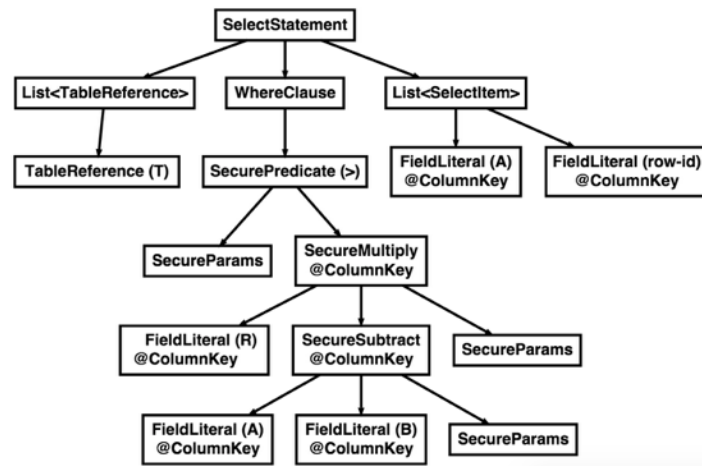 SelectStatement
List<TableReference>
WhereClause
List<SelectItem>
TableReference (T)
SecurePredicate (>)
FieldLiteral (A)
@ColumnKey
FieldLiteral (row-id)
@ColumnKey
SecureParams
SecureMultiply
@ColumnKey
FieldLiteral (R)
@ColumnKey
SecureSubtract
@ColumnKey
SecureParams
FieldLiteral (A)
@ColumnKey
FieldLiteral (B)
@ColumnKey
SecureParams